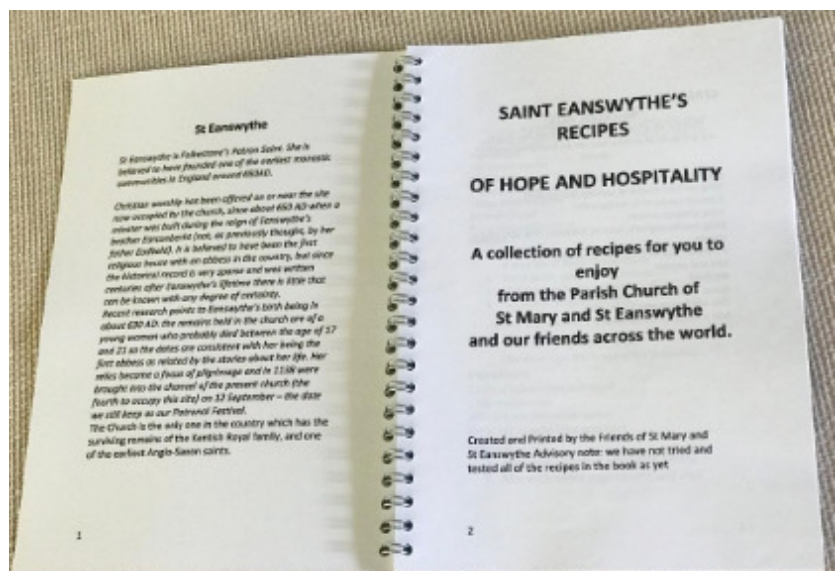 St Eanswythe
St Eanswythe is Folkestone's Patron Saint. She is
believed to have founded one of the earliest monastic
communities in England around 660AD.
Christian worship has been offered on or near the site
now occupied by the church, since about 650 AD when a
minster was built during the reign of Eanswythe's
brother (not, as previously thought, by her
father Eadbald). It is believed to have been the first
religious house with an abbess in the country, but since
the historical record is very sparse and was written
centuries after Eanswythe's lifetime there is little that
can be known with any degree of certainty.
Recent research points to Eanswythe's birth being in
about 630 AD. the remains held in the church are of a
young woman who probably died between the age of 17
and 21 so the dates are consistent with her being the
first abbess as related by the stories about her life. Her
relics became a focus of pilgrimage and in 1138 were
brought into the chancel of the present church (the
fourth to occupy this site) on 12 September – the date
we still keep as our Patronal Festival.
The Church is the only one in the country which has the
surviving remains of the Kentish Royal family, and one
of the earliest Anglo-Saxon saints.
1
SAINT EANSWYTHE'S
RECIPES
OF HOPE AND HOSPITALITY
A collection of recipes for you to
enjoy
from the Parish Church of
St Mary and St Eanswythe
and our friends across the world.
Created and Printed by the Friends of St Mary and
St Eanswythe Advisory note: we have not tried and
tested all of the recipes in the book as yet
2